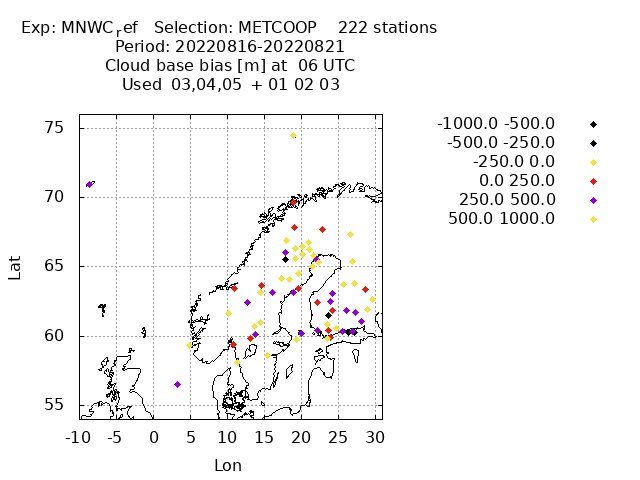 Exp: MNWCref   Selection: METCOOP    222 stations
Period: 20220816-20220821
Cloud base bias [m] at  06 UTC
Used  03,04,05  + 01 02 03
-1000.0 -500.0
-500.0 -250.0
-250.0 0.0
0.0 250.0
250.0 500.0
500.0 1000.0
75
70
65
60
55
Lat
-10 -5 0 5 10 15 20 25 30
Lon